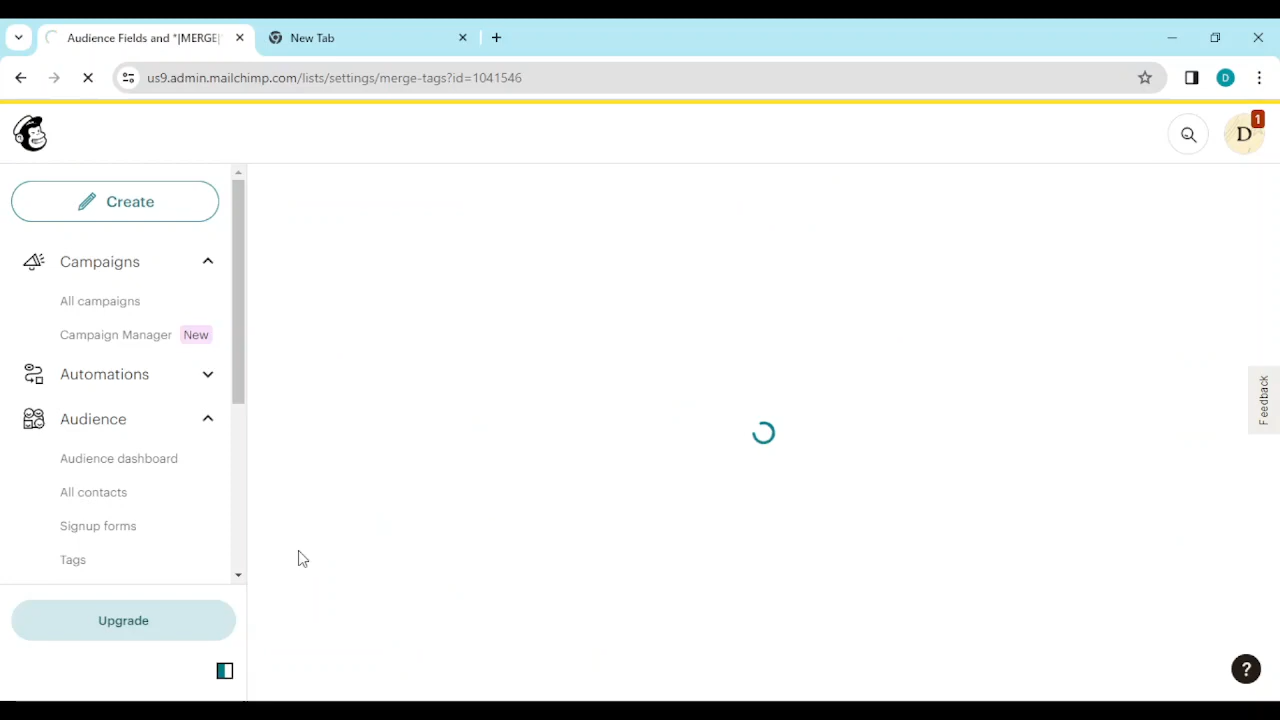 Audience Fields and *|MERGE|
New Tab
us9.admin.mailchimp.com/lists/settings/merge-tags?id=1041546
D
D
1
Create
Campaigns
All campaigns
Campaign Manager New
Automations
Audience
Audience dashboard
All contacts
Signup forms
Tags
Upgrade
Feedback
?